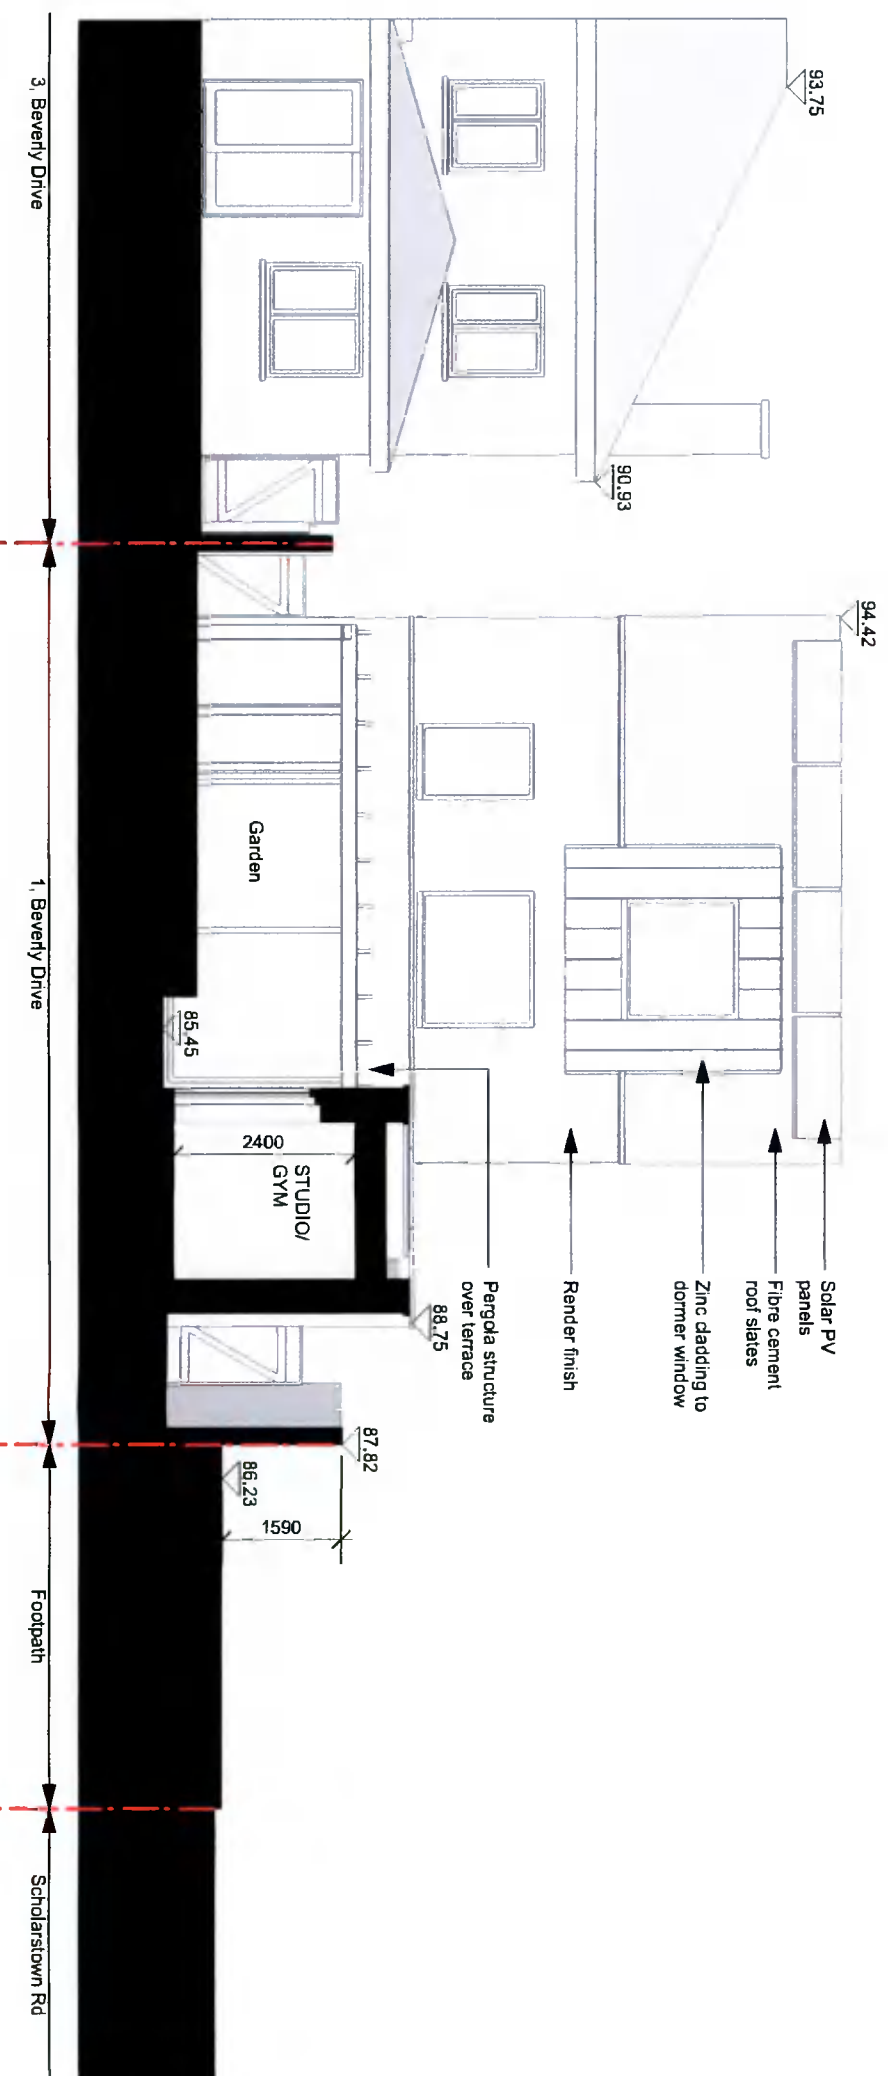 93.75
90.93
94.42
Solar PV
panels
Fibre cement
roof slates
Zinc cladding to
dormer window
Render finish
Pergola structure
over terrace
88.75
87.82
86.23
1590
Garden
85.45
2400
STUDIO/
GYM
3, Beverly Drive
1, Beverly Drive
Footpath
Scholarstown Rd